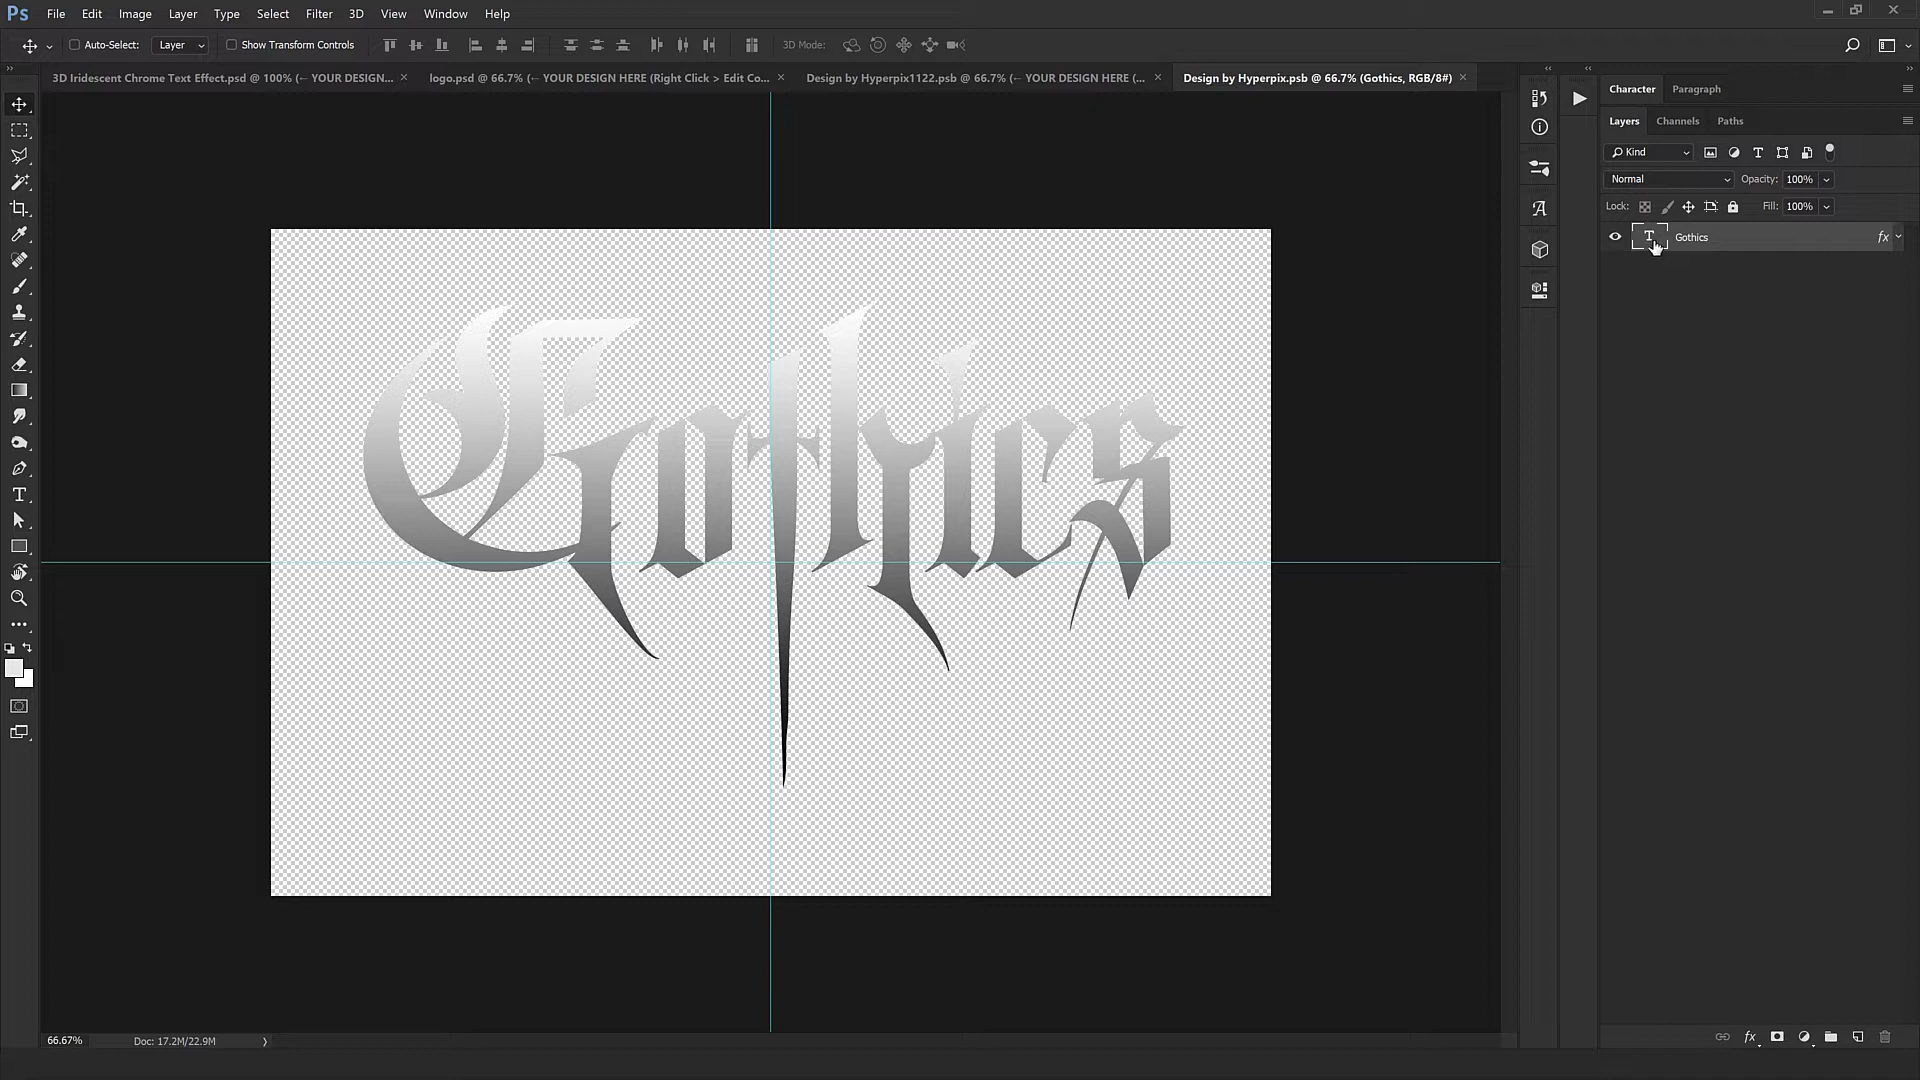 Ps File Edit Image Layer Type Select Filter 3D View Window Help
Auto-Select: Layer Show Transform Controls 3D Mode:
3D Iridescent Chrome Text Effect.psd @ 100% (← YOUR DESIGN... logo.psd @ 66.7% (← YOUR DESIGN HERE (Right Click > Edit Co... Design by Hyperpix1122.psb @ 66.7% (← YOUR DESIGN HERE (... Design by Hyperpix.psb @ 66.7% (Gothics, RGB/8#)
Character Paragraph
Layers Channels Paths
Kind
Normal Opacity: 100%
Lock: Fill: 100%
T Gothics fx
Gothics
66.67% Doc: 17.2M/22.9M
fx